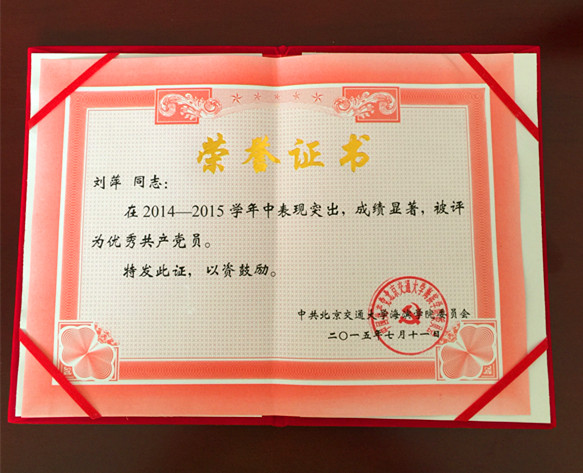 荣誉证书
刘萍 同志：
在2014—2015学年中表现突出，成绩显著，被评
为优秀共产党员。
特发此证，以资鼓励。
中共北京交通大学海滨学院委员会
二〇一五年七月十一日